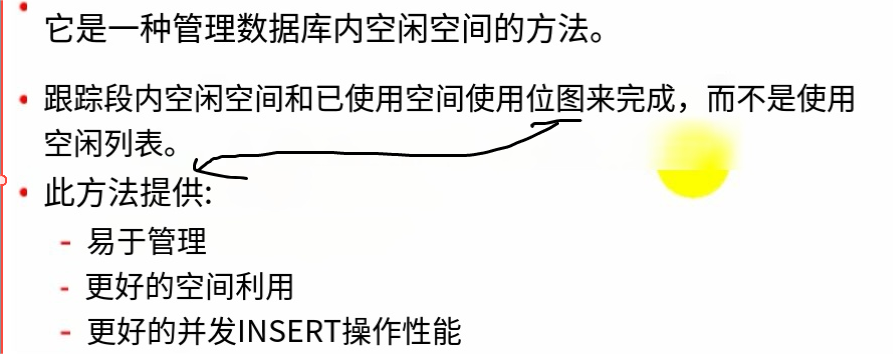 它是一种管理数据库内空闲空间的方法。
• 跟踪段内空闲空间和已使用空间使用位图来完成，而不是使用
空闲列表。
• 此方法提供:
- 易于管理
- 更好的空间利用
- 更好的并发INSERT操作性能